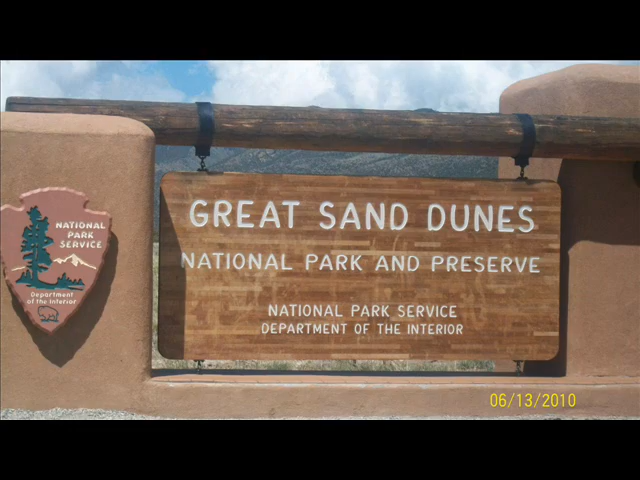 GREAT SAND DUNES
NATIONAL PARK AND PRESERVE
NATIONAL PARK SERVICE
DEPARTMENT OF THE INTERIOR
NATIONAL
PARK
SERVICE
Department
of the Interior
06/13/2010